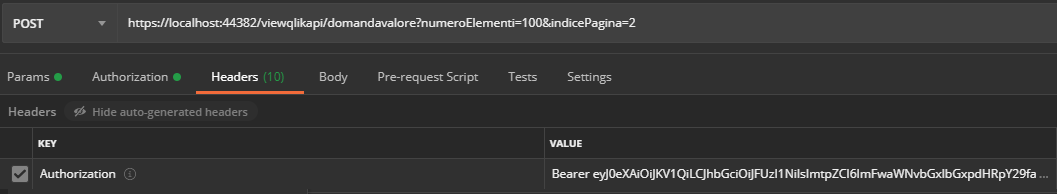 POST https://localhost:44382/viewqlikapi/domandavalore?numeroElementi=100&indicePagina=2
Params Authorization Headers (10) Body Pre-request Script Tests Settings
Headers Hide auto-generated headers
KEY VALUE
Authorization Bearer eyJ0eXAiOiJKV1QiLCJhbGciOiJFUzI1NiIsImtpZCI6ImFwaWNvbGxlbGxpdHRpY29fa ...